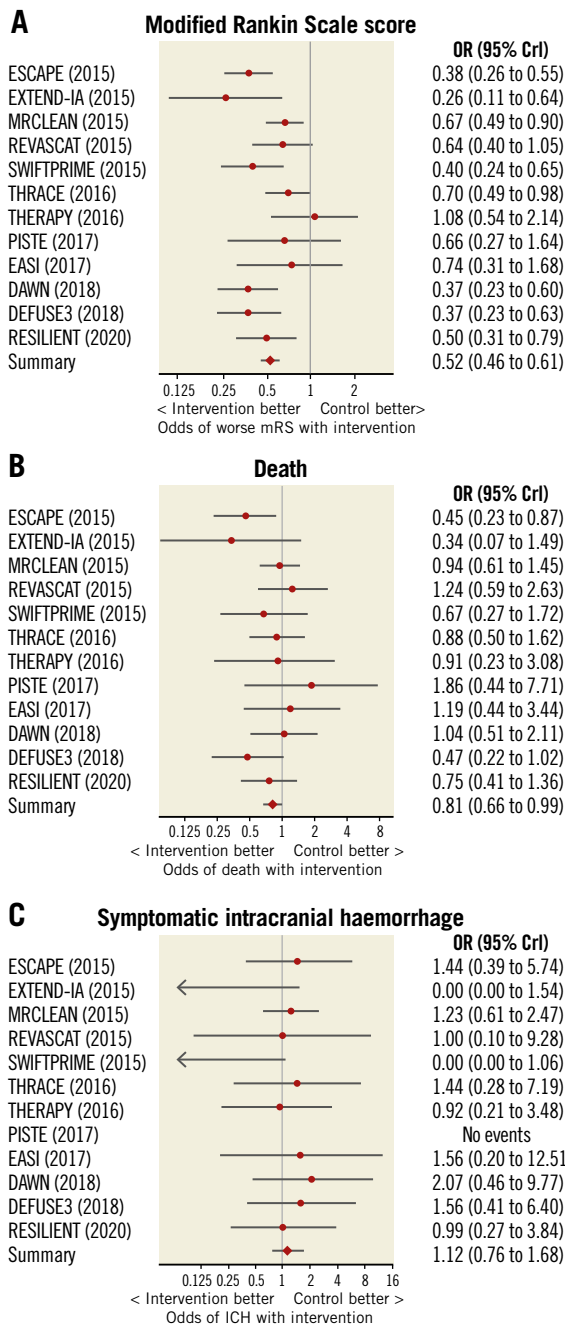 A
Modified Rankin Scale score
OR (95% CrI)
ESCAPE (2015) 0.38 (0.26 to 0.55)
EXTEND-IA (2015) 0.26 (0.11 to 0.64)
MRCLEAN (2015) 0.67 (0.49 to 0.90)
REVASCAT (2015) 0.64 (0.40 to 1.05)
SWIFTPRIME (2015) 0.40 (0.24 to 0.65)
THRACE (2016) 0.70 (0.49 to 0.98)
THERAPY (2016) 1.08 (0.54 to 2.14)
PISTE (2017) 0.66 (0.27 to 1.64)
EASI (2017) 0.74 (0.31 to 1.68)
DAWN (2018) 0.37 (0.23 to 0.60)
DEFUSE3 (2018) 0.37 (0.23 to 0.63)
RESILIENT (2020) 0.50 (0.31 to 0.79)
Summary 0.52 (0.46 to 0.61)
0.125 0.25 0.5 1 2
< Intervention better Control better>
Odds of worse mRS with intervention
B
Death
OR (95% CrI)
ESCAPE (2015) 0.45 (0.23 to 0.87)
EXTEND-IA (2015) 0.34 (0.07 to 1.49)
MRCLEAN (2015) 0.94 (0.61 to 1.45)
REVASCAT (2015) 1.24 (0.59 to 2.63)
SWIFTPRIME (2015) 0.67 (0.27 to 1.72)
THRACE (2016) 0.88 (0.50 to 1.62)
THERAPY (2016) 0.91 (0.23 to 3.08)
PISTE (2017) 1.86 (0.44 to 7.71)
EASI (2017) 1.19 (0.44 to 3.44)
DAWN (2018) 1.04 (0.51 to 2.11)
DEFUSE3 (2018) 0.47 (0.22 to 1.02)
RESILIENT (2020) 0.75 (0.41 to 1.36)
Summary 0.81 (0.66 to 0.99)
0.125 0.25 0.5 1 2 4 8
< Intervention better Control better >
Odds of death with intervention
C
Symptomatic intracranial haemorrhage
OR (95% CrI)
ESCAPE (2015) 1.44 (0.39 to 5.74)
EXTEND-IA (2015) 0.00 (0.00 to 1.54)
MRCLEAN (2015) 1.23 (0.61 to 2.47)
REVASCAT (2015) 1.00 (0.10 to 9.28)
SWIFTPRIME (2015) 0.00 (0.00 to 1.06)
THRACE (2016) 1.44 (0.28 to 7.19)
THERAPY (2016) 0.92 (0.21 to 3.48)
PISTE (2017) No events
EASI (2017) 1.56 (0.20 to 12.51
DAWN (2018) 2.07 (0.46 to 9.77)
DEFUSE3 (2018) 1.56 (0.41 to 6.40)
RESILIENT (2020) 0.99 (0.27 to 3.84)
Summary 1.12 (0.76 to 1.68)
0.125 0.25 0.5 1 2 4 8 16
< Intervention better Control better >
Odds of ICH with intervention